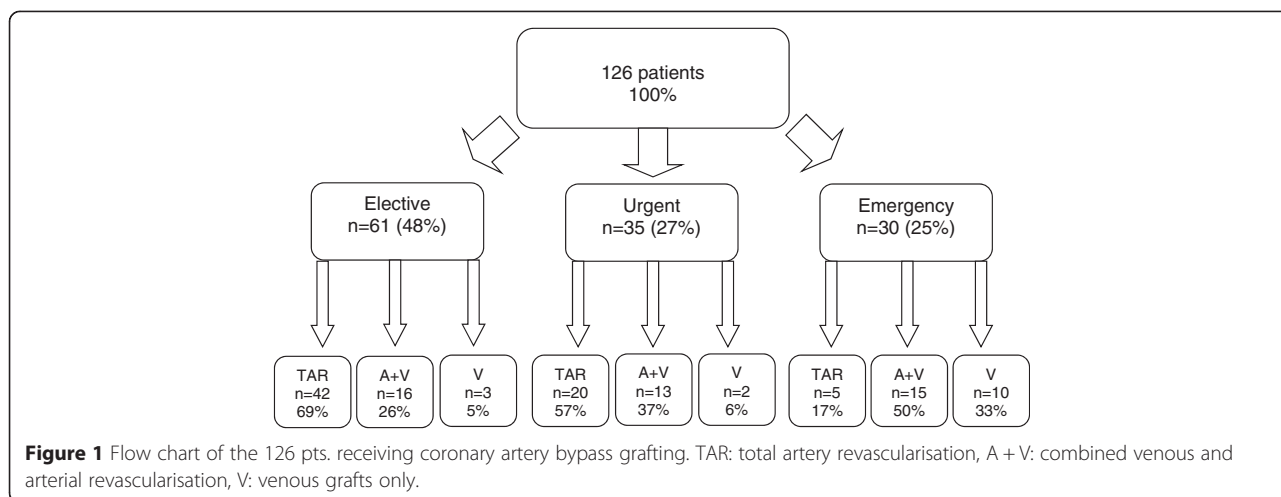 126 patients
100%
Elective
n=61 (48%)
Urgent
n=35 (27%)
Emergency
n=30 (25%)
TAR
n=42
69%
A+V
n=16
26%
V
n=3
5%
TAR
n=20
57%
A+V
n=13
37%
V
n=2
6%
TAR
n=5
17%
A+V
n=15
50%
V
n=10
33%
Figure 1 Flow chart of the 126 pts. receiving coronary artery bypass grafting. TAR: total artery revascularisation, A + V: combined venous and
arterial revascularisation, V: venous grafts only.